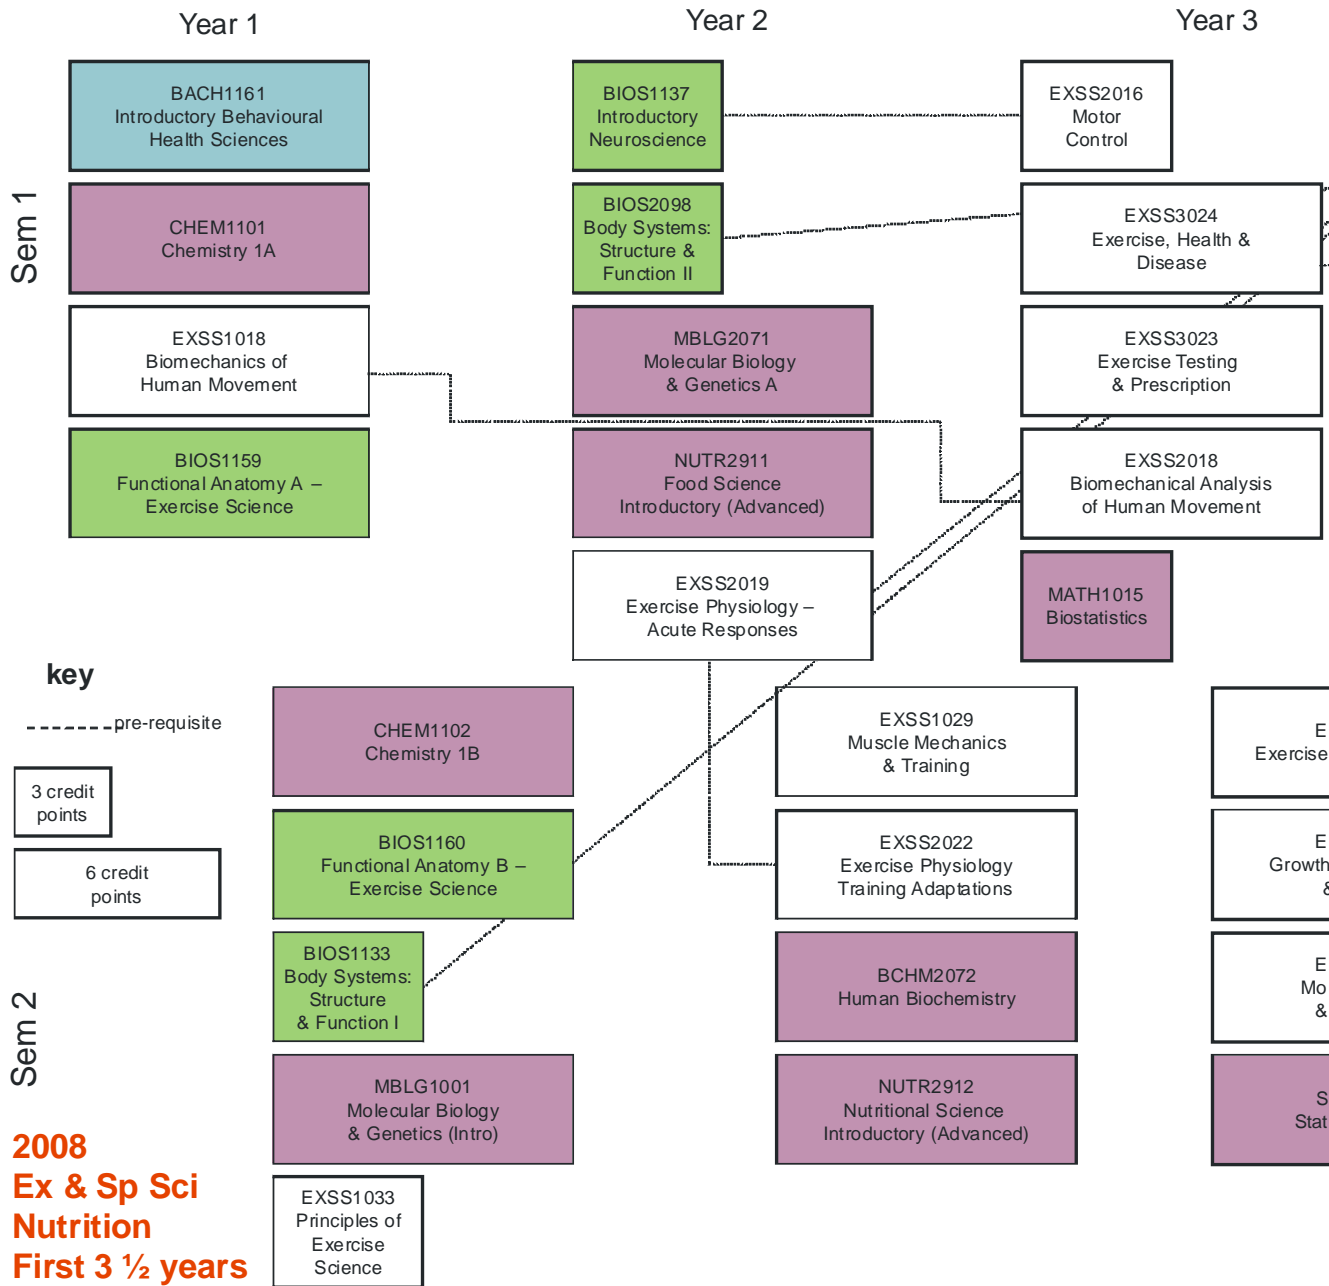 Year 1
Year 2
Year 3
Sem 1
BACH1161
Introductory Behavioural
Health Sciences
CHEM1101
Chemistry 1A
EXSS1018
Biomechanics of
Human Movement
BIOS1159
Functional Anatomy A –
Exercise Science
BIOS1137
Introductory
Neuroscience
BIOS2098
Body Systems:
Structure &
Function II
MBLG2071
Molecular Biology
& Genetics A
NUTR2911
Food Science
Introductory (Advanced)
EXSS2019
Exercise Physiology –
Acute Responses
EXSS2016
Motor
Control
EXSS3024
Exercise, Health &
Disease
EXSS3023
Exercise Testing
& Prescription
EXSS2018
Biomechanical Analysis
of Human Movement
MATH1015
Biostatistics
key
pre-requisite
3 credit
points
6 credit
points
Sem 2
CHEM1102
Chemistry 1B
BIOS1160
Functional Anatomy B –
Exercise Science
BIOS1133
Body Systems:
Structure
& Function I
MBLG1001
Molecular Biology
& Genetics (Intro)
EXSS1033
Principles of
Exercise
Science
EXSS1029
Muscle Mechanics
& Training
EXSS2022
Exercise Physiology
Training Adaptations
BCHM2072
Human Biochemistry
NUTR2912
Nutritional Science
Introductory (Advanced)
E
Exercise
E
Growth
&
E
Mo
&
S
Stat
2008
Ex & Sp Sci
Nutrition
First 3 ½ years